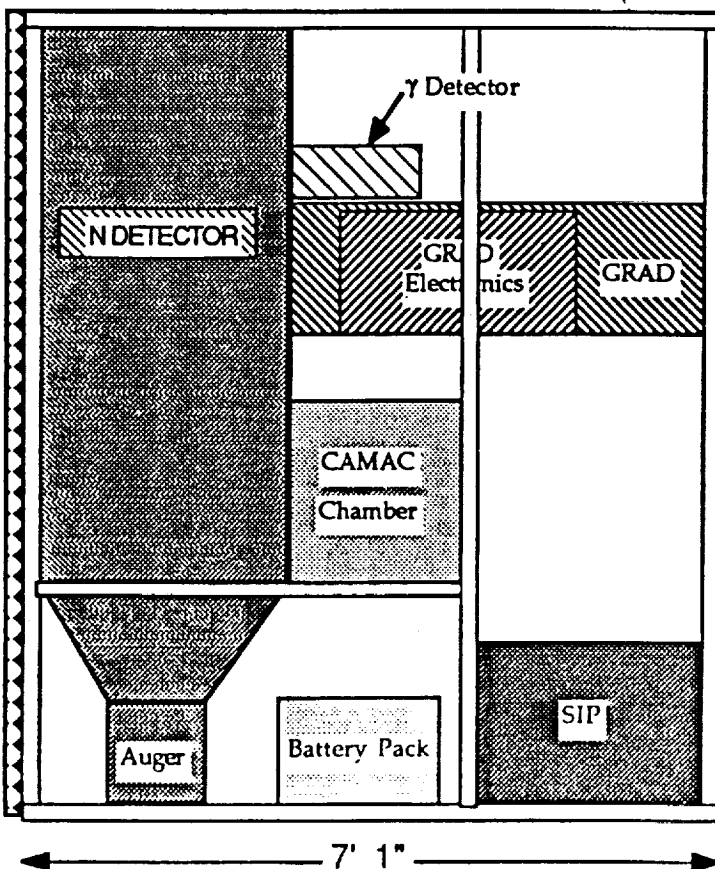 γ Detector
N DETECTOR
GRAD
Electronics
GRAD
CAMAC
Chamber
SIP
Auger
Battery Pack
7' 1"